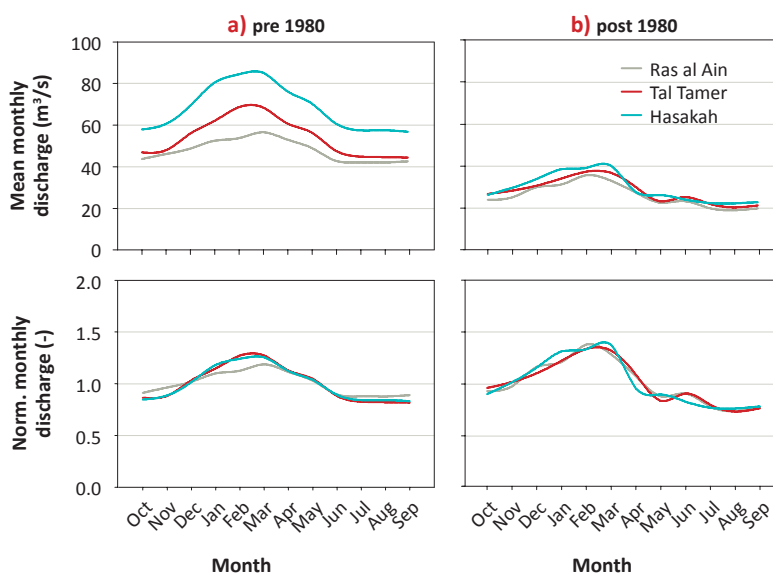 a) pre 1980
b) post 1980
Mean monthly
discharge (m³/s)
100
80
60
40
20
0
Ras al Ain
Tal Tamer
Hasakah
Norm. monthly
discharge (-)
2.0
1.5
1.0
0.5
0.0
Oct
Nov
Dec
Jan
Feb
Mar
Apr
May
Jun
Jul
Aug
Sep
Oct
Nov
Dec
Jan
Feb
Mar
Apr
May
Jun
Jul
Aug
Sep
Month
Month